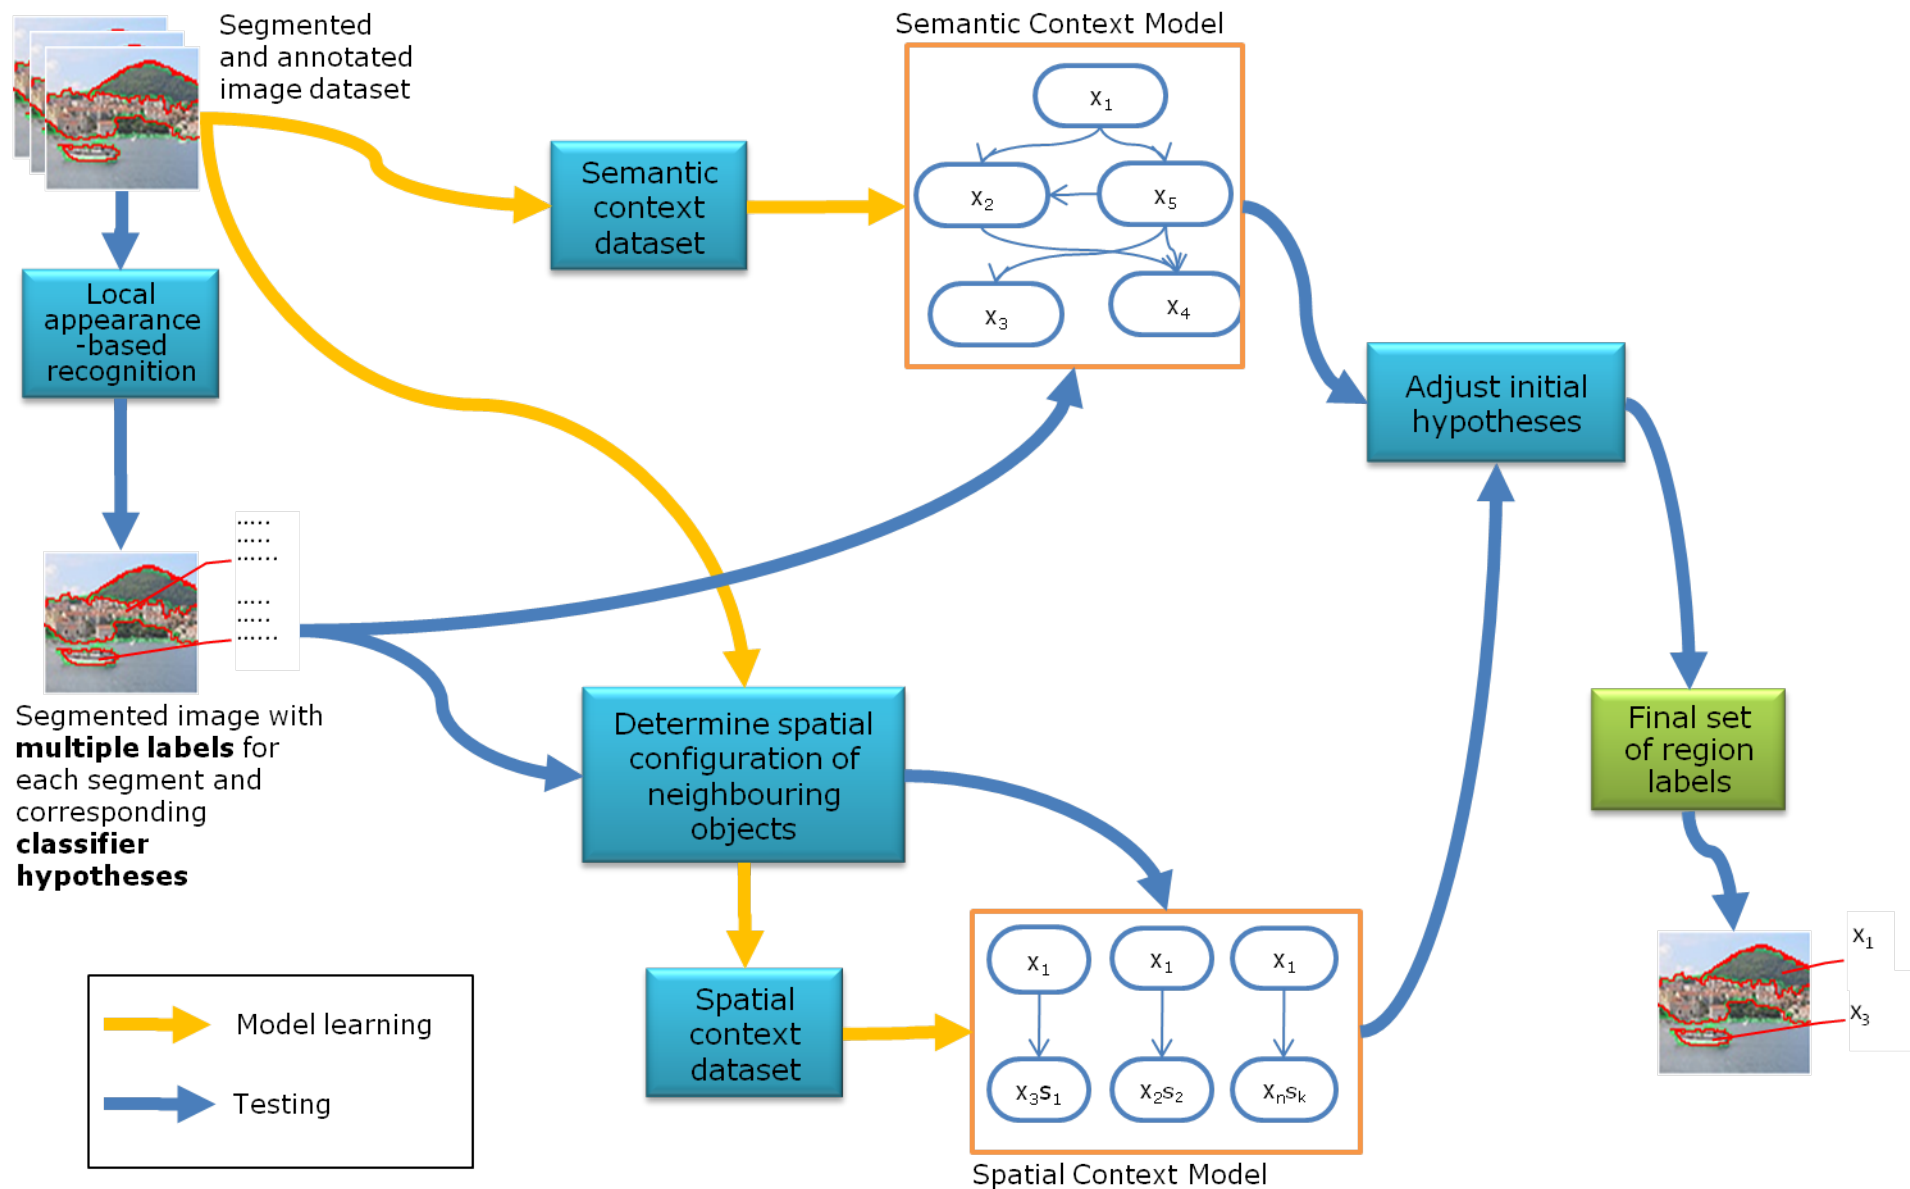 Segmented
and annotated
image dataset
Semantic Context Model
x1
x2
x5
x3
x4
Semantic
context
dataset
Local
appearance
-based
recognition
Adjust initial
hypotheses
.....
.....
......
.....
.....
......
Segmented image with
multiple labels for
each segment and
corresponding
classifier
hypotheses
Determine spatial
configuration of
neighbouring
objects
Final set
of region
labels
Spatial
context
dataset
x1
x1
x1
x3s1
x2s2
xnsk
Spatial Context Model
x1
x3
Model learning
Testing